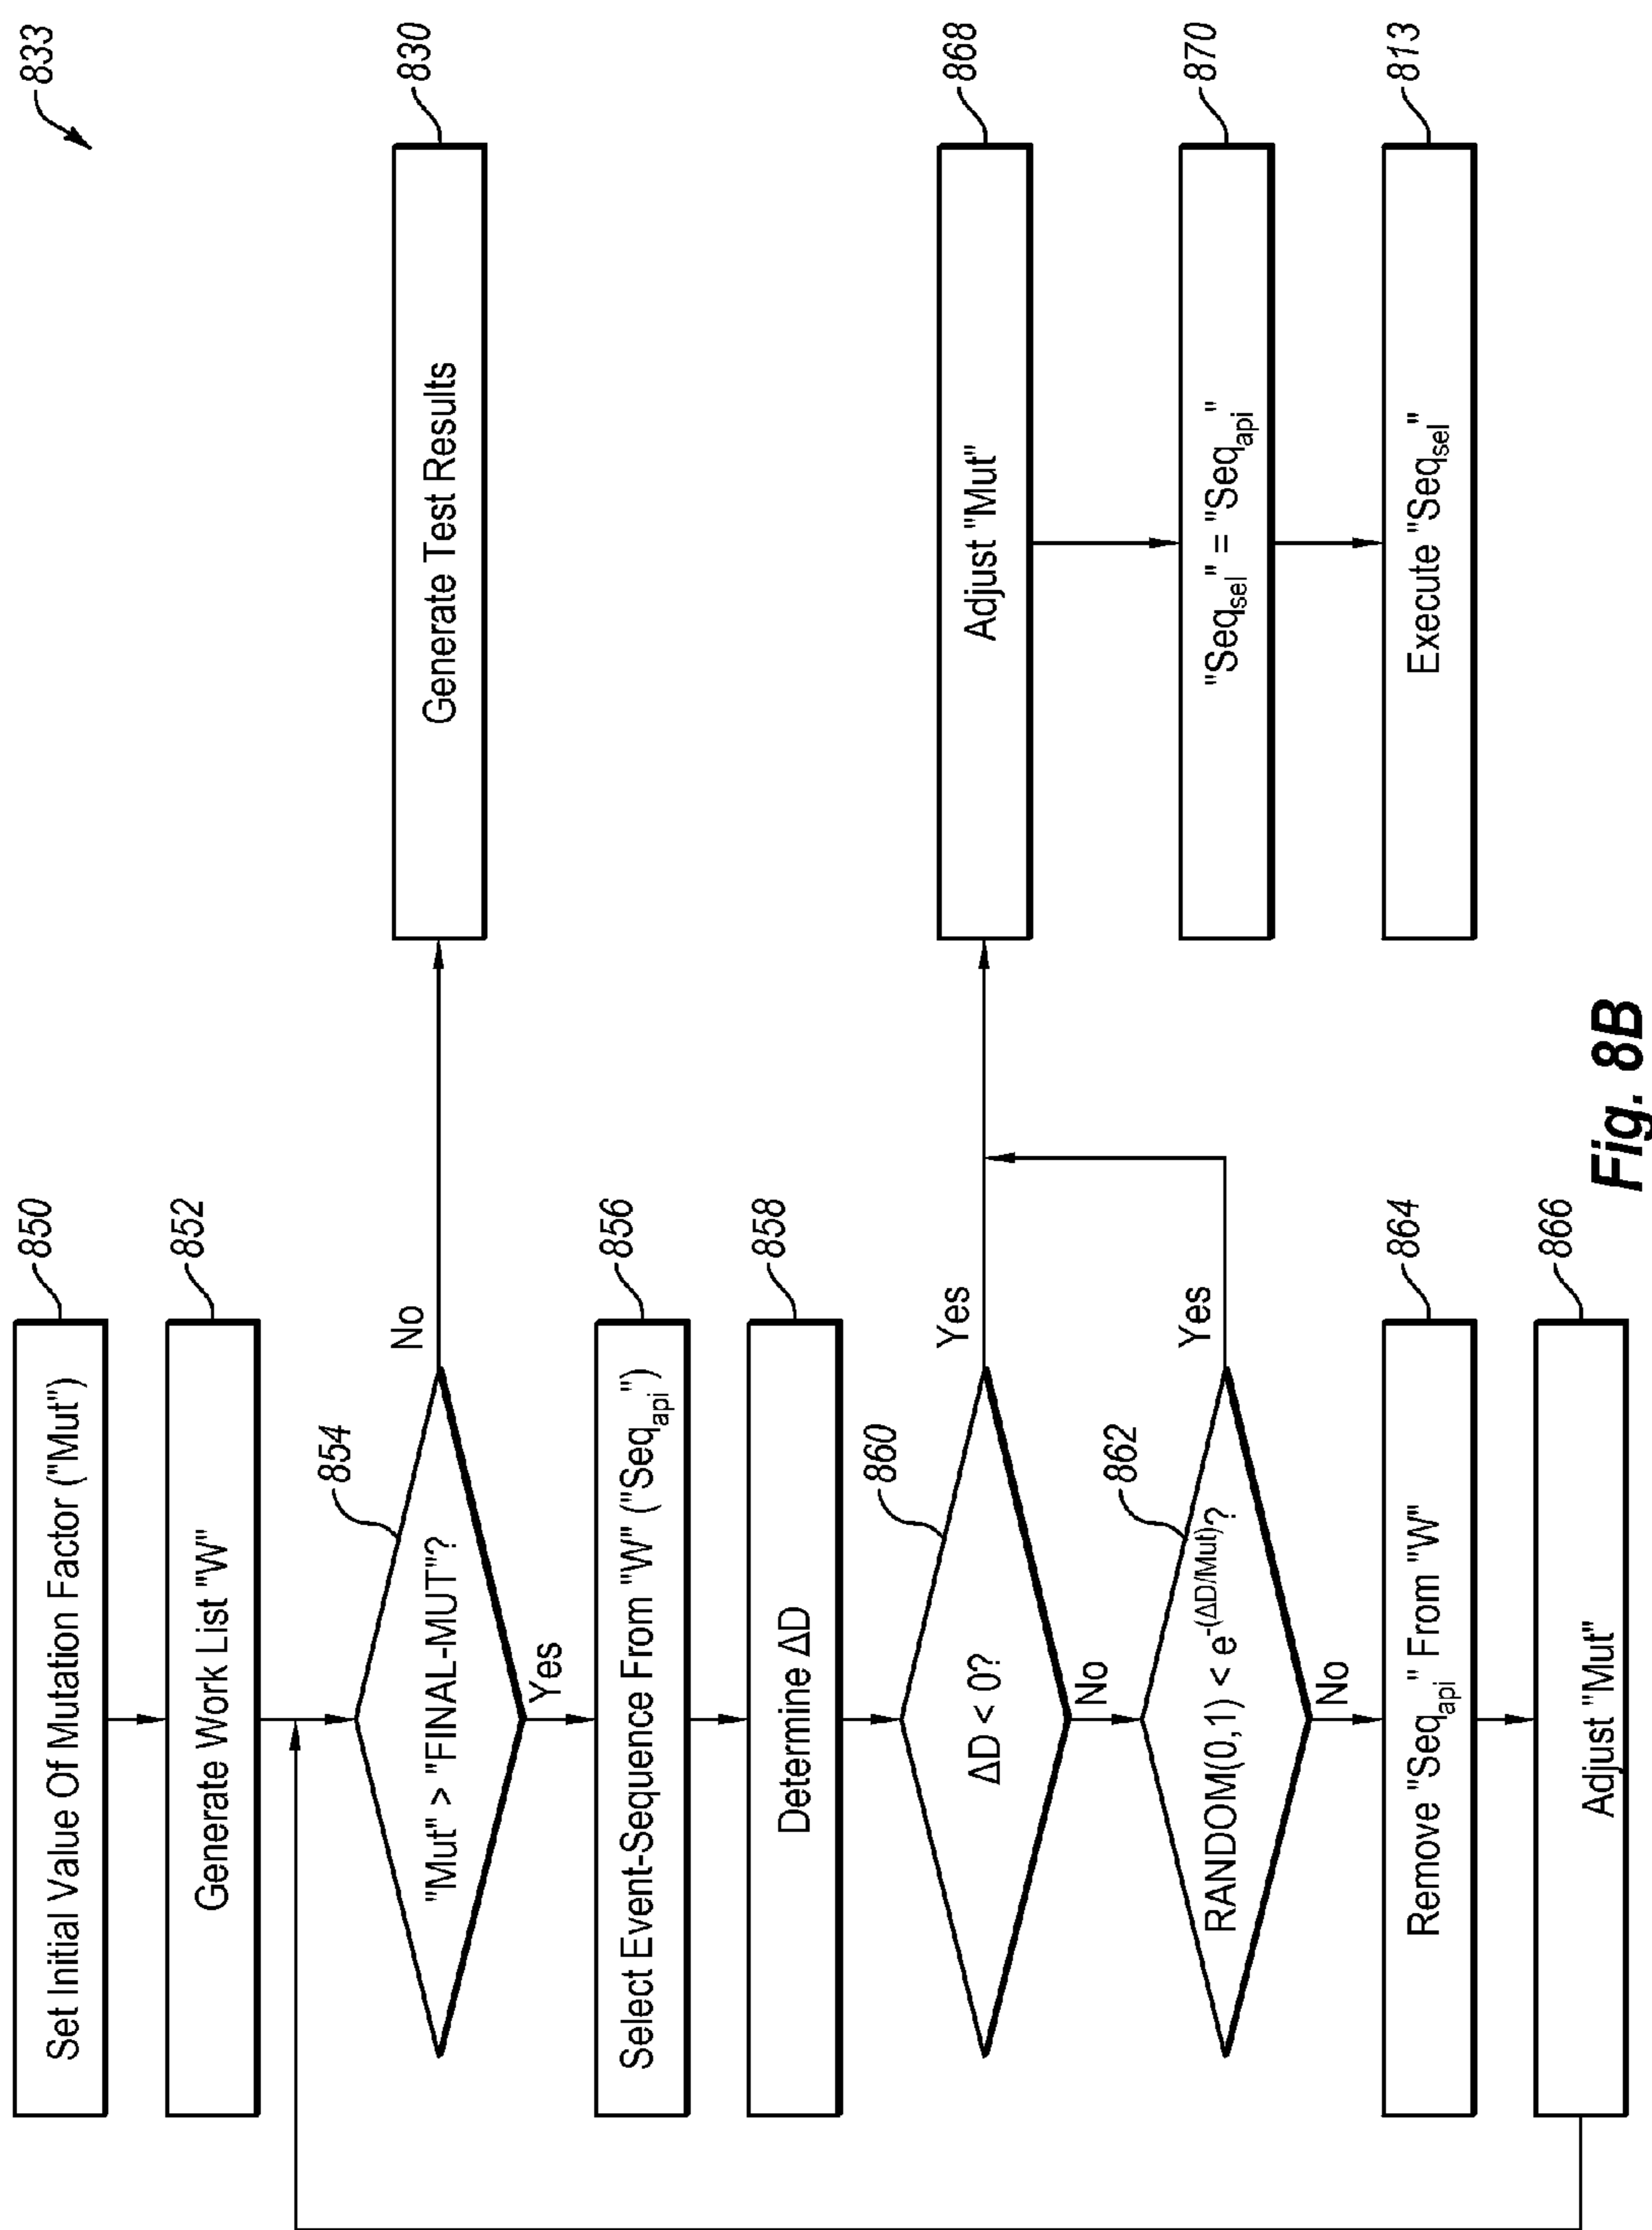 833
Set Initial Value Of Mutation Factor ("Mut")
850
Generate Work List "W"
852
"Mut" > "FINAL-MUT"?
854
No
Yes
Generate Test Results
830
Select Event-Sequence From "W" ("Seqapi")
856
Determine ΔD
858
ΔD < 0?
860
Yes
No
Adjust "Mut"
868
RANDOM(0,1) < e-(ΔD/Mut)?
862
Yes
No
"Seqsel" = "Seqapi"
870
Remove "Seqapi" From "W"
864
Execute "Seqsel"
813
Adjust "Mut"
866
Fig. 8B